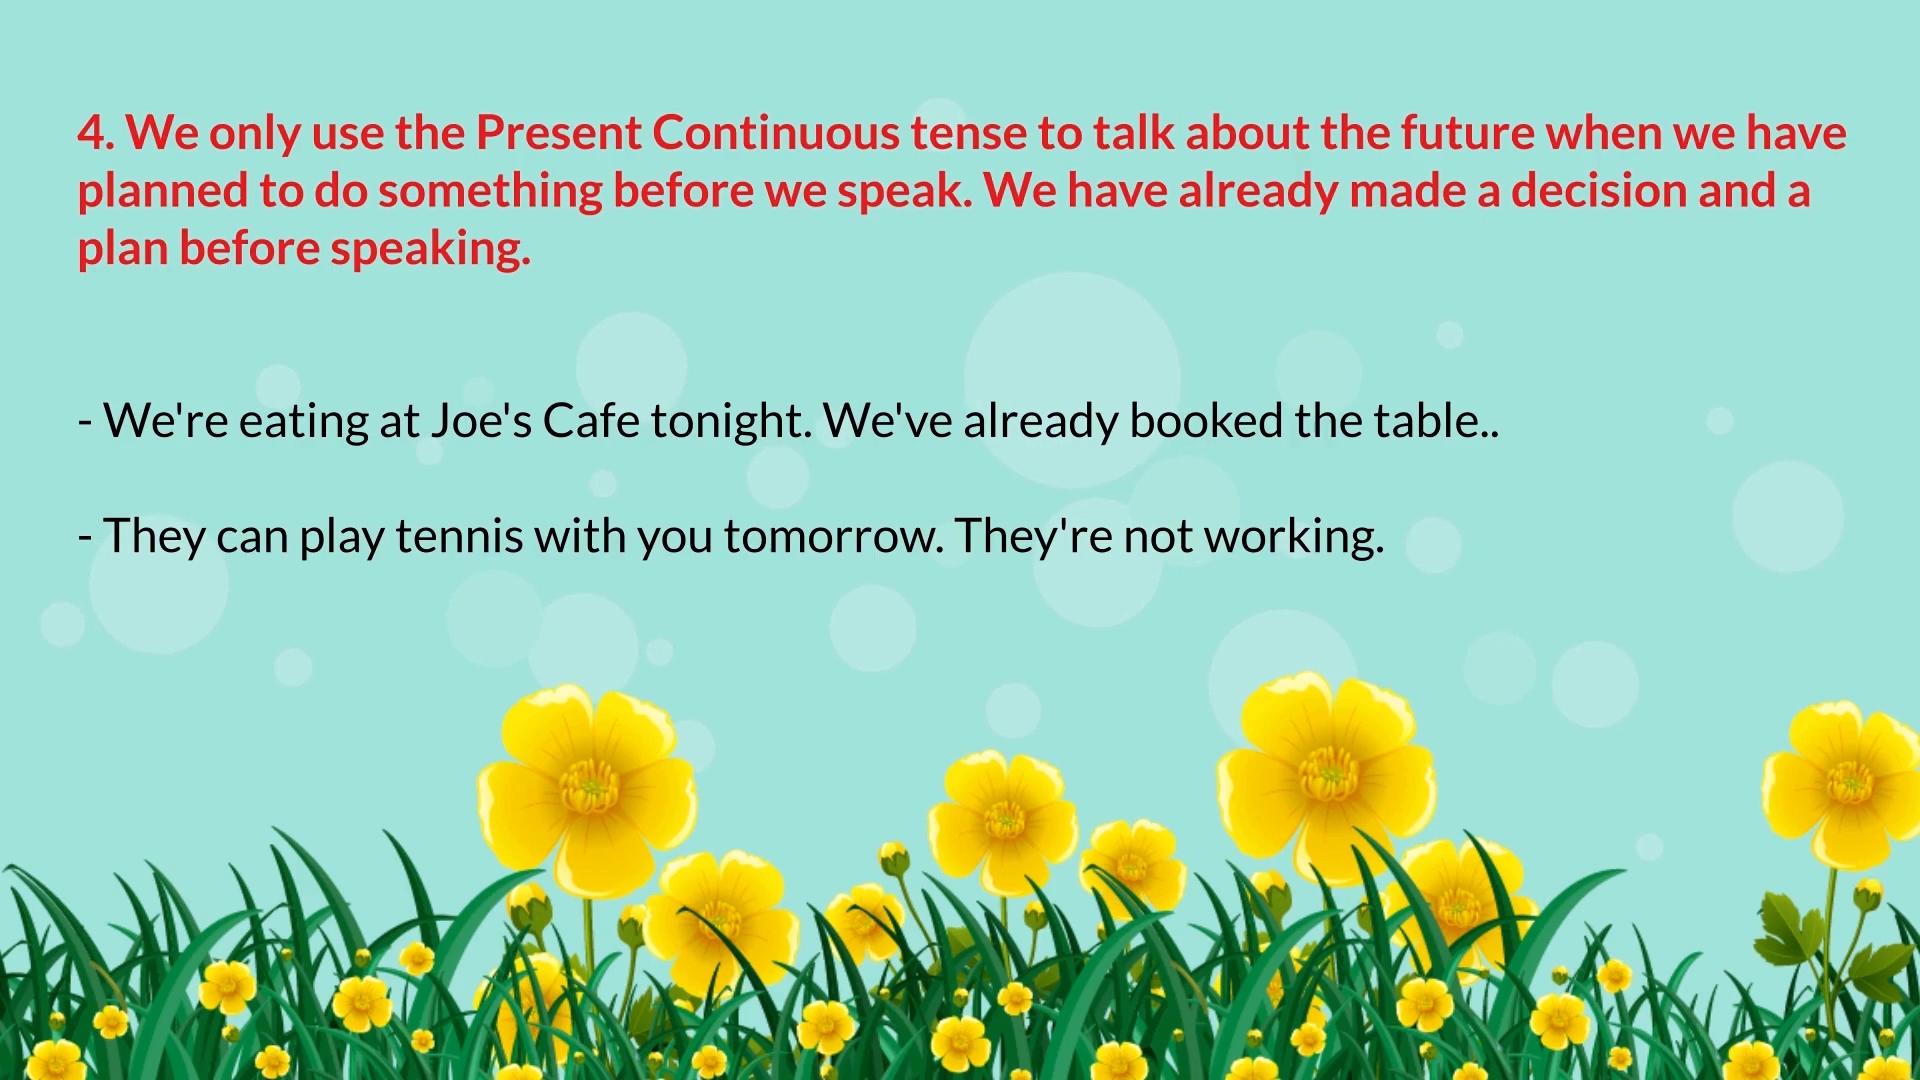 4. We only use the Present Continuous tense to talk about the future when we have
planned to do something before we speak. We have already made a decision and a
plan before speaking.
- We're eating at Joe's Cafe tonight. We've already booked the table..
- They can play tennis with you tomorrow. They're not working.